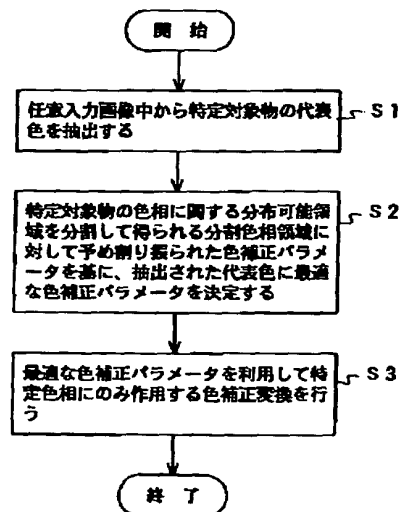 開 始
任意入力画像中から特定対象物の代表
色を抽出する
S1
特定対象物の色相に関する分布可能領
域を分割して得られる分割色相領域に
対して予め割り振られた色補正パラメ
ータを基に、抽出された代表色に最適
な色補正パラメータを決定する
S2
最適な色補正パラメータを利用して特
定色相にのみ作用する色補正変換を行
う
S3
終 了